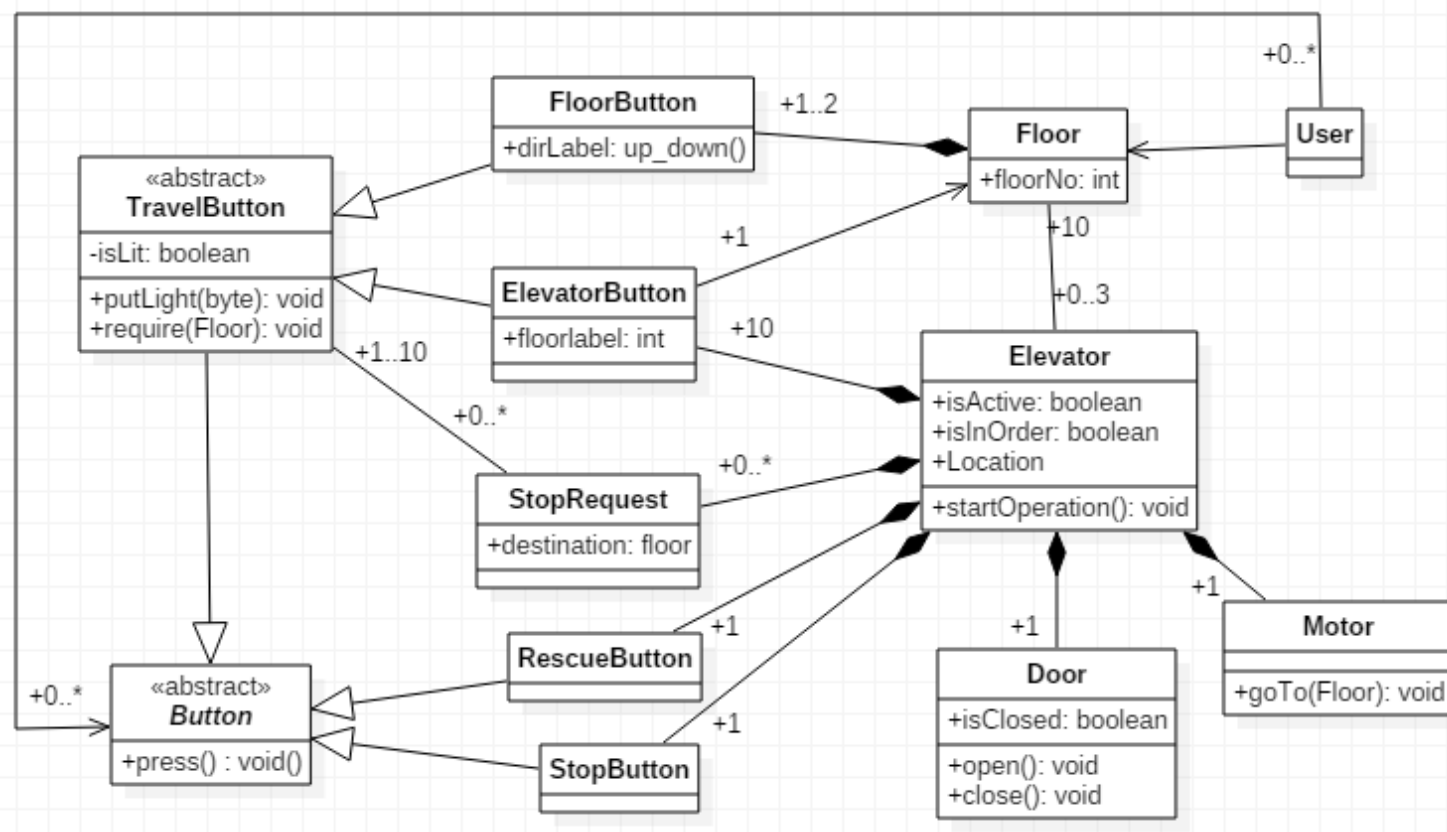 +0..*
FloorButton
+dirLabel: up_down()
+1..2
Floor
+floorNo: int
User
«abstract»
TravelButton
-isLit: boolean
+putLight(byte): void
+require(Floor): void
+1
+10
ElevatorButton
+floorlabel: int
+0..3
+10
+1..10
+0..*
Elevator
+isActive: boolean
+isInOrder: boolean
+Location
+startOperation(): void
+0..*
StopRequest
+destination: floor
+1
RescueButton
+1
StopButton
+1
Door
+isClosed: boolean
+open(): void
+close(): void
+1
Motor
+goTo(Floor): void
+0..*
«abstract»
Button
+press() : void()